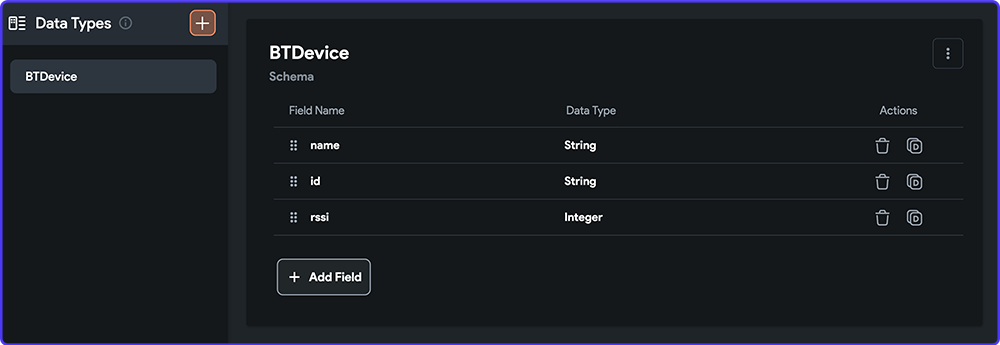 Data Types
BTDevice
BTDevice
Schema
Field Name Data Type Actions
name String D
id String D
rssi Integer D
+ Add Field